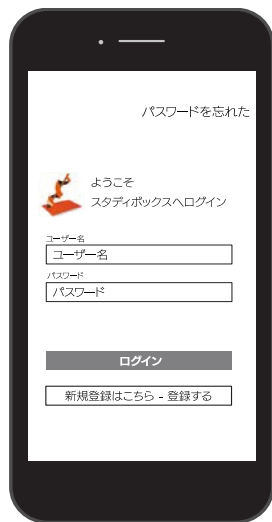 パスワードを忘れた
ようこそ
スタディボックスへログイン
ユーザー名
ユーザー名
パスワード
パスワード
ログイン
新規登録はこちら - 登録する